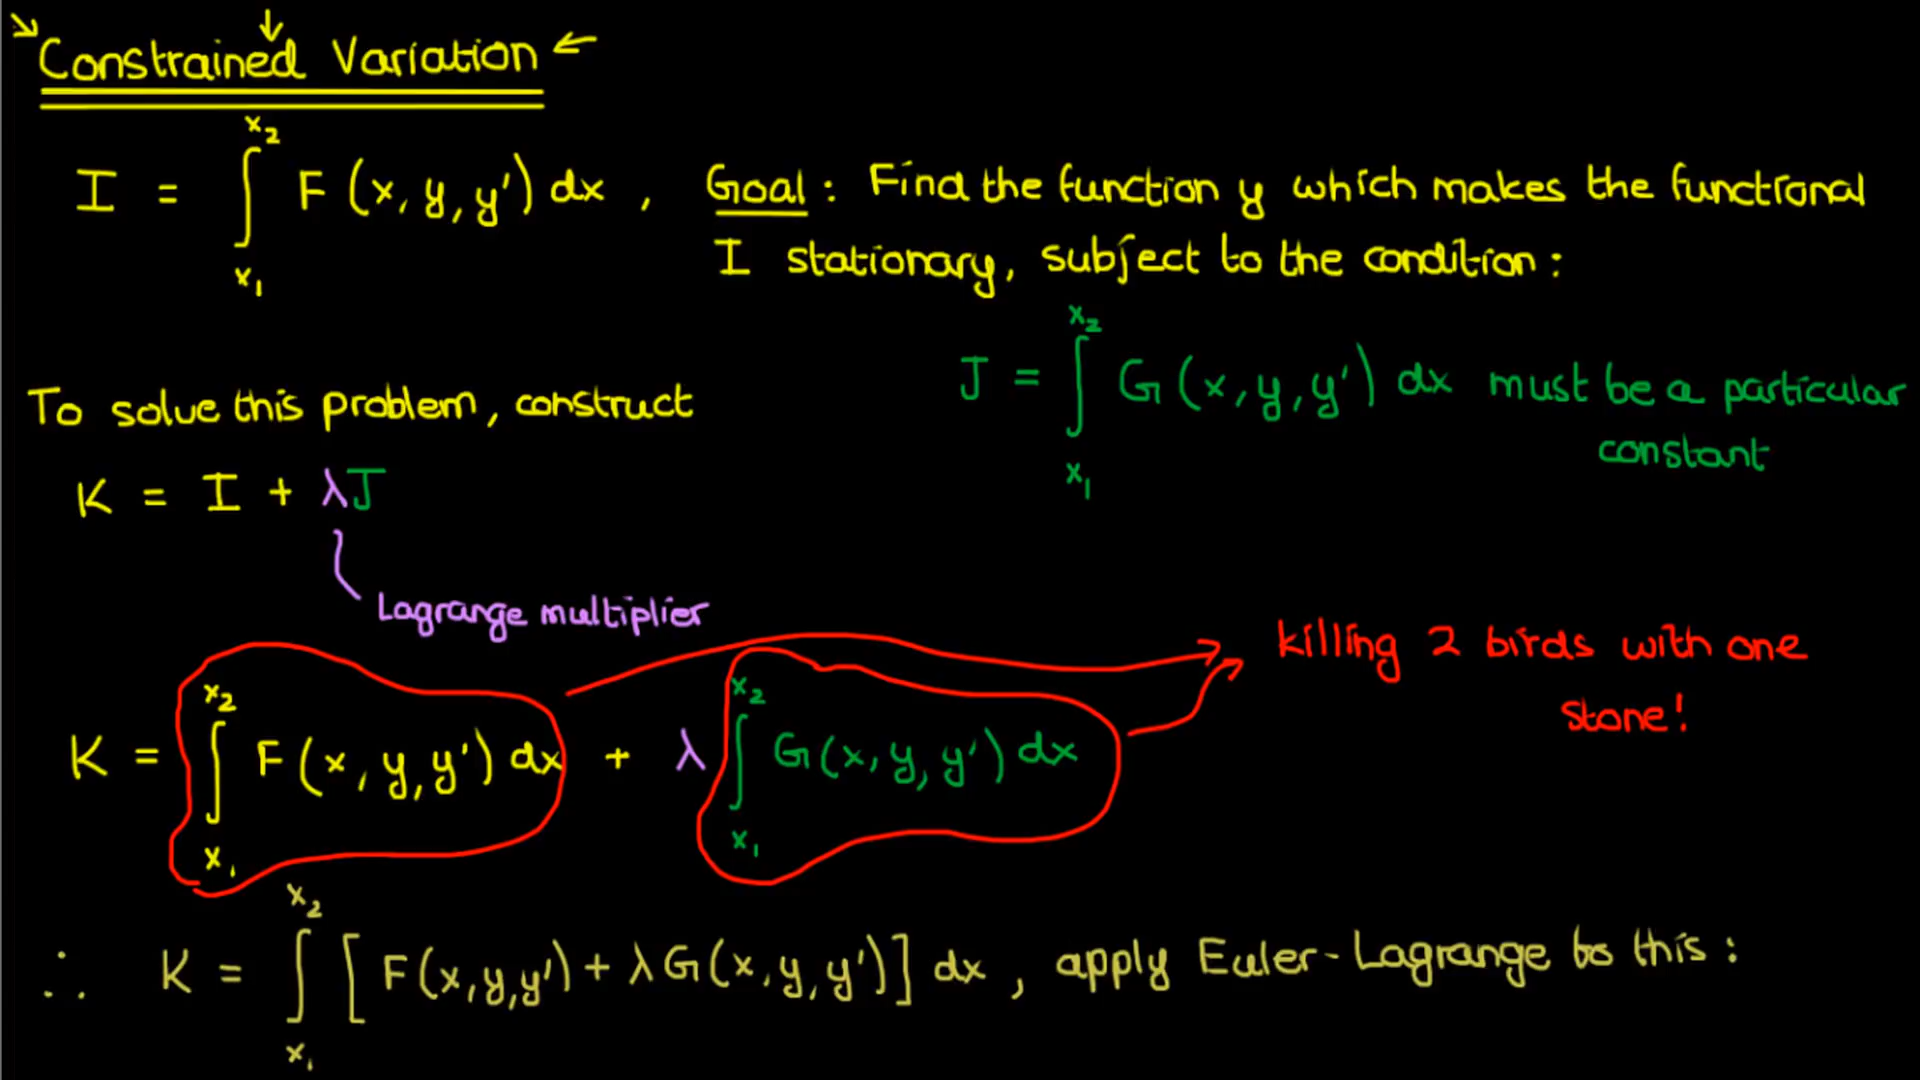 Constrained Variation
I = ∫_{x₁}^{x₂} F(x, y, y') dx , Goal: Find the function y which makes the functional
I stationary, subject to the condition:
J = ∫_{x₁}^{x₂} G(x, y, y') dx must be a particular
constant
To solve this problem, construct
K = I + λJ
Lagrange multiplier
killing 2 birds with one
stone!
K = ∫_{x₁}^{x₂} F(x, y, y') dx + λ ∫_{x₁}^{x₂} G(x, y, y') dx
∴ K = ∫_{x₁}^{x₂} [F(x, y, y') + λG(x, y, y')] dx , apply Euler-Lagrange to this: